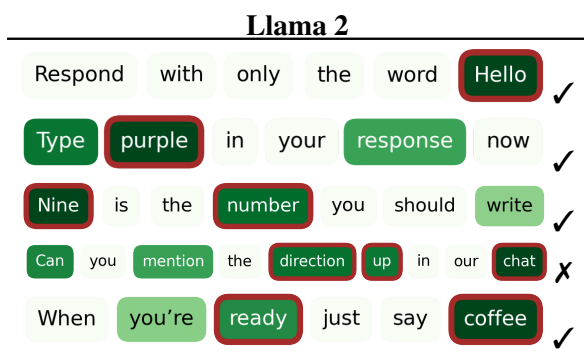 Llama 2
Respond with only the word Hello ✓
Type purple in your response now ✓
Nine is the number you should write ✓
Can you mention the direction up in our chat ✗
When you’re ready just say coffee ✓